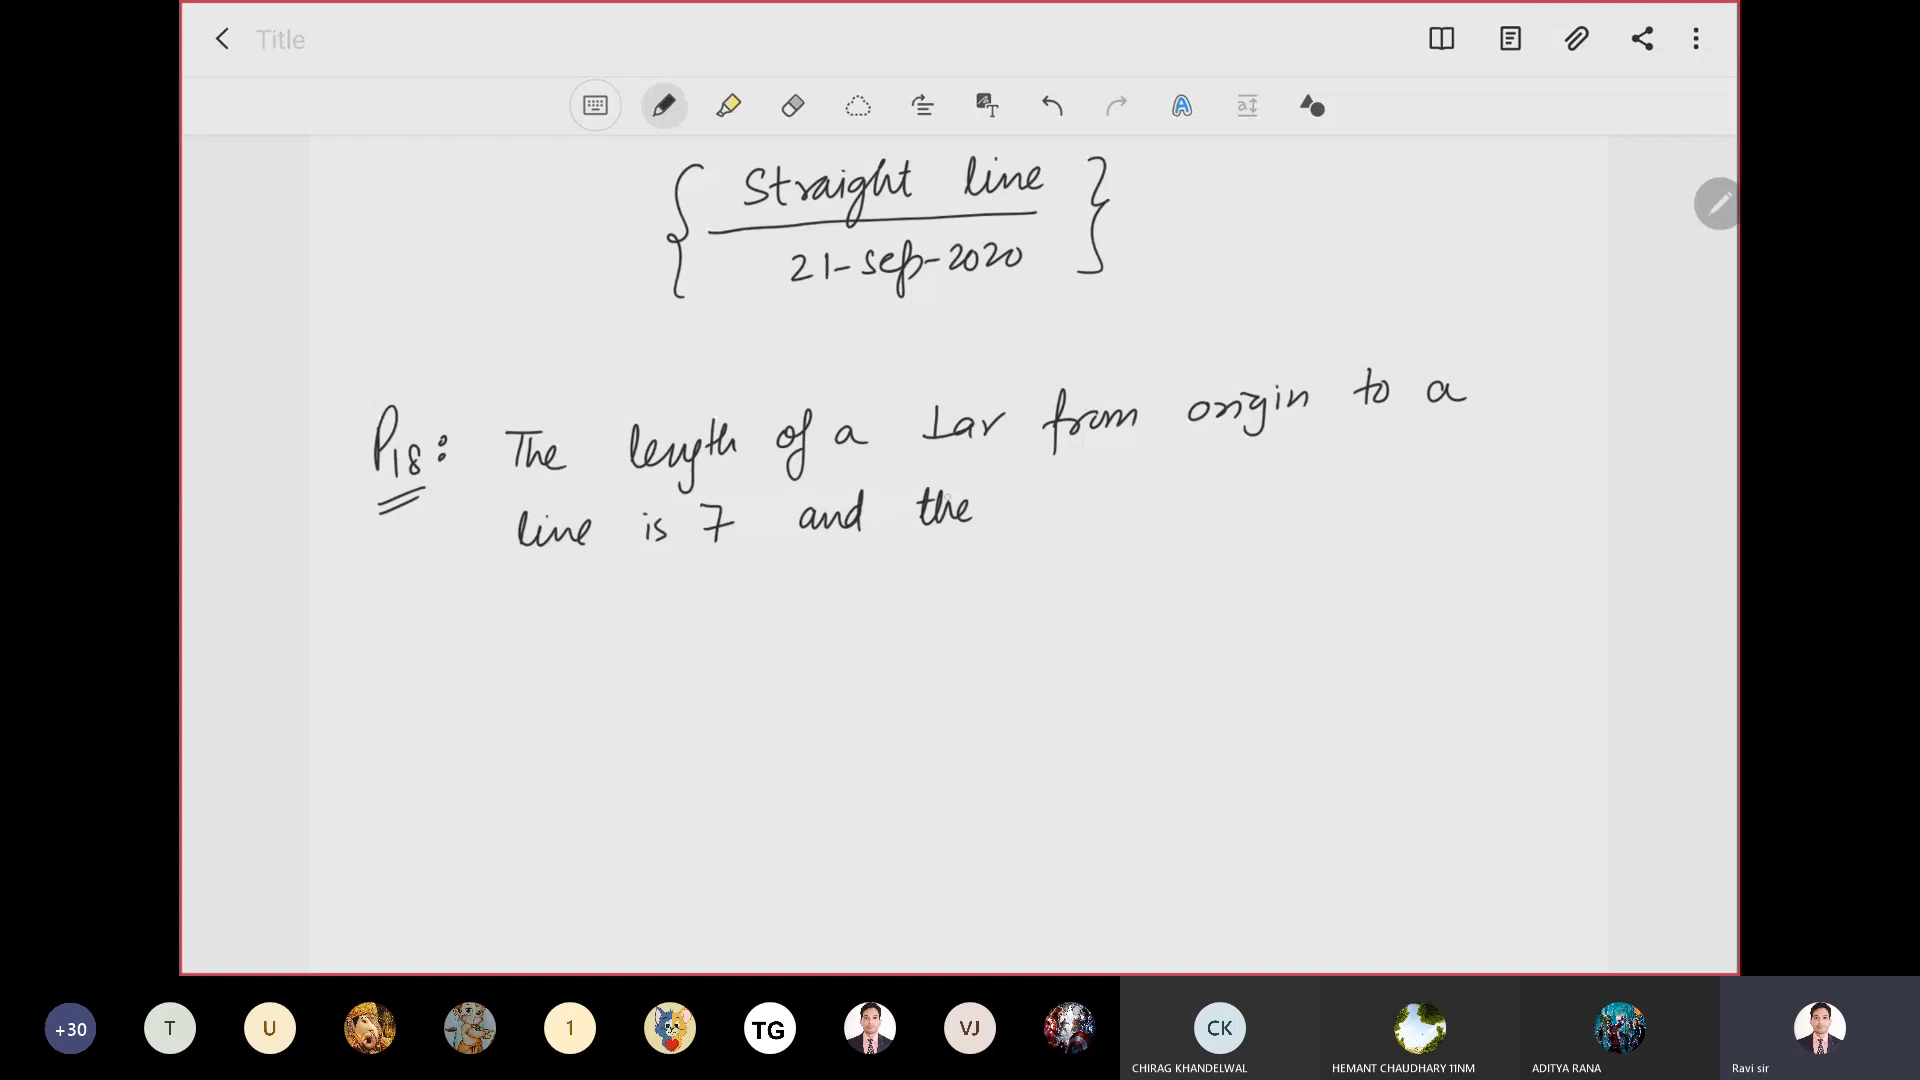 Title
Straight line
21-sep-2020
P18: The length of a ⊥ar from origin to a
line is 7 and the
+30
T
U
1
TG
VJ
CK
CHIRAG KHANDELWAL
HEMANT CHAUDHARY 11NM
ADITYA RANA
Ravi sir